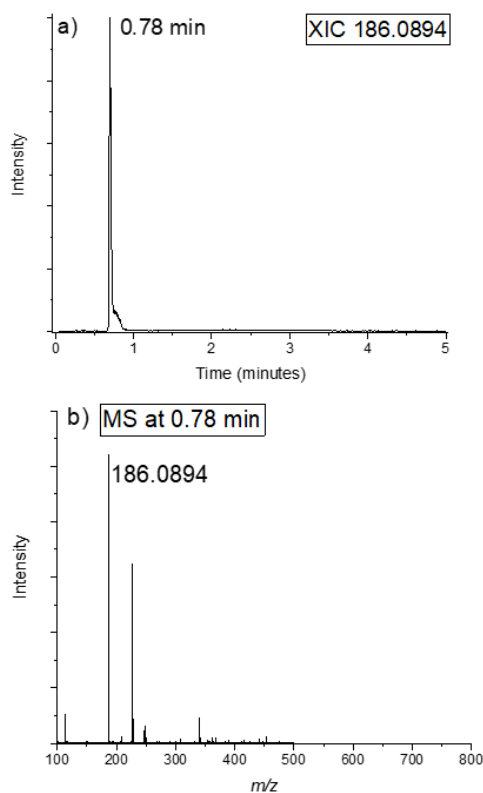 a) 0.78 min XIC 186.0894
Intensity
0 1 2 3 4 5
Time (minutes)
b) MS at 0.78 min
186.0894
Intensity
100 200 300 400 500 600 700 800
m/z